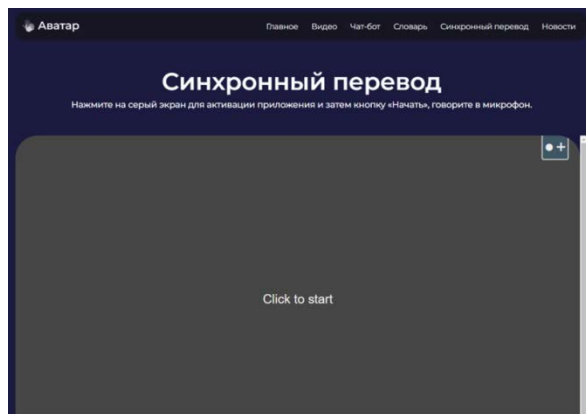 Аватар
Главное Видео Чат-бот Словарь Синхронный перевод Новости
Синхронный перевод
Нажмите на серый экран для активации приложения и затем кнопку «Начать», говорите в микрофон.
Click to start